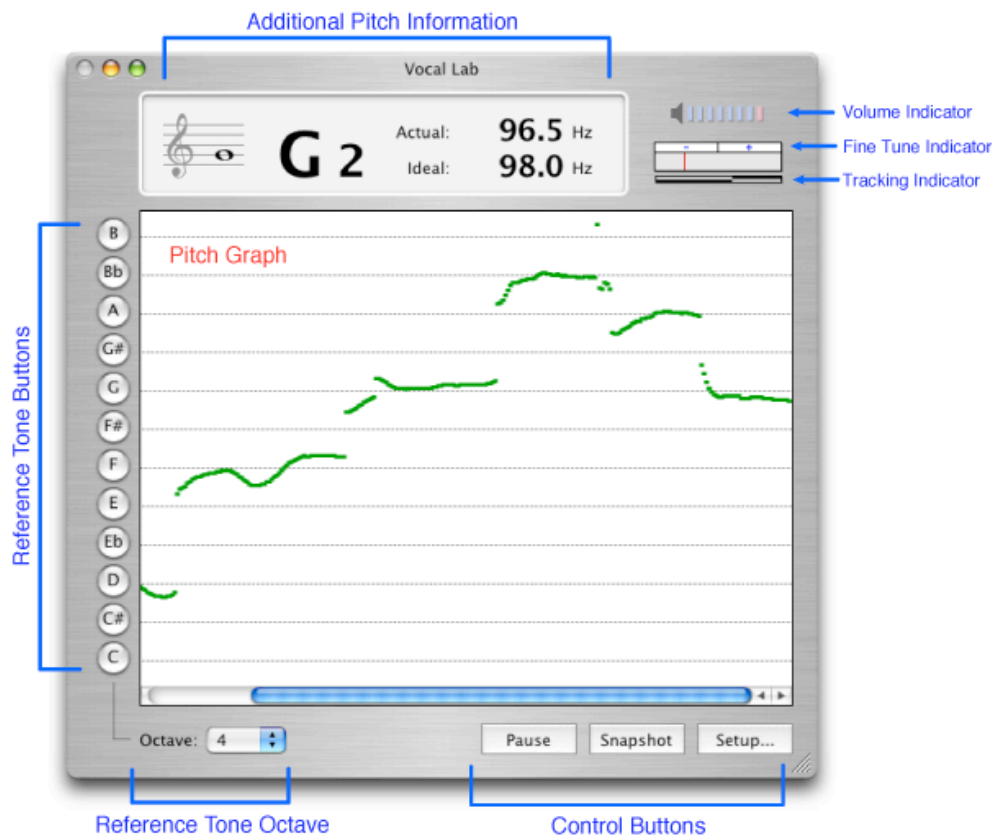 Additional Pitch Information
Vocal Lab
G 2
Actual: 96.5 Hz
Ideal: 98.0 Hz
Volume Indicator
- +
Fine Tune Indicator
Tracking Indicator
Reference Tone Buttons
B
Bb
A
G#
G
F#
F
E
Eb
D
C#
C
Pitch Graph
Octave: 4
Pause
Snapshot
Setup...
Reference Tone Octave
Control Buttons